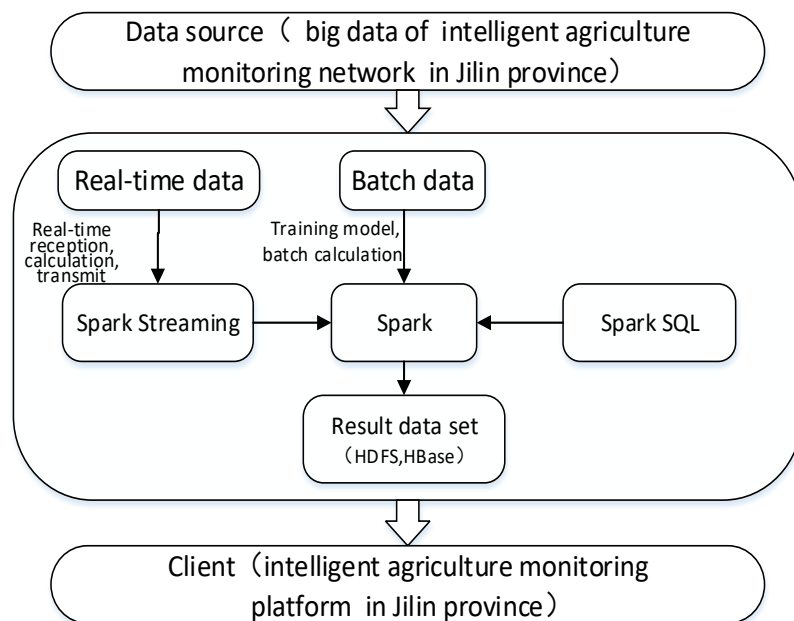 Data source（ big data of intelligent agriculture
monitoring network in Jilin province）
Real-time data
Batch data
Real-time
reception,
calculation,
transmit
Training model,
batch calculation
Spark Streaming
Spark
Spark SQL
Result data set
（HDFS,HBase）
Client（intelligent agriculture monitoring
platform in Jilin province）